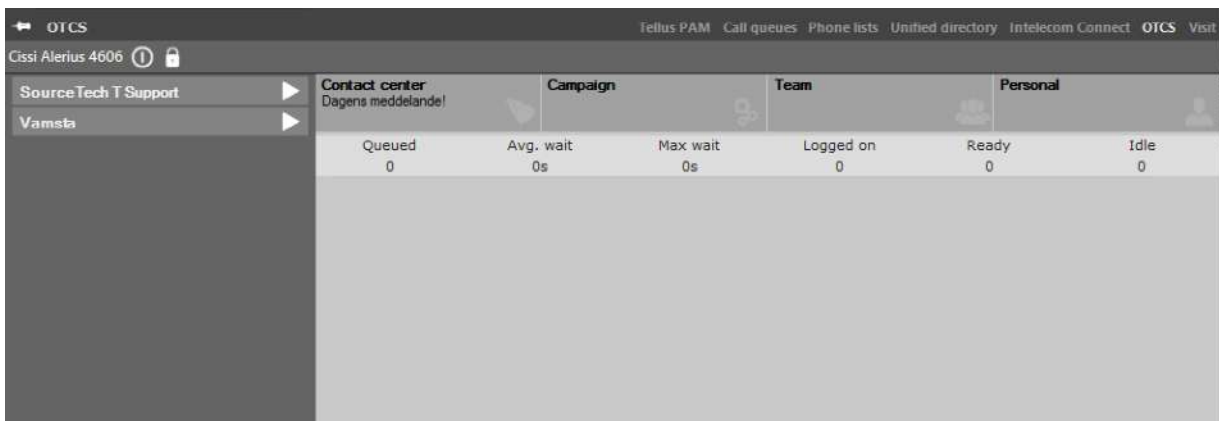 OTCS
Tellus PAM Call queues Phone lists Unified directory Intelecom Connect OTCS Visit
Cissi Alerius 4606
SourceTech T Support
Vamsta
Contact center
Dagens meddelande!
Campaign
Team
Personal
Queued Avg. wait Max wait Logged on Ready Idle
0 0s 0s 0 0 0